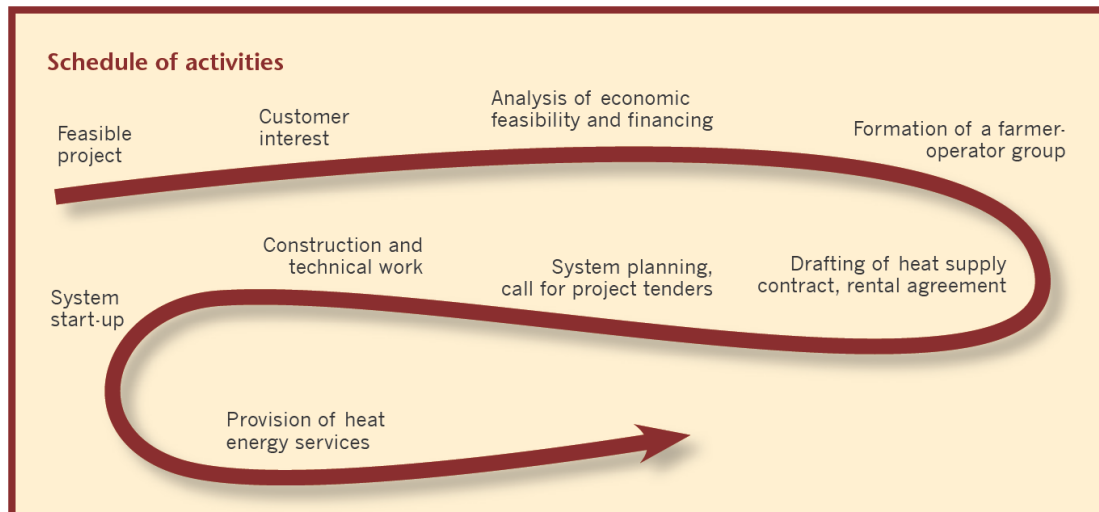 Schedule of activities
Feasible
project
Customer
interest
Analysis of economic
feasibility and financing
Formation of a farmer-
operator group
Drafting of heat supply
contract, rental agreement
System planning,
call for project tenders
Construction and
technical work
System
start-up
Provision of heat
energy services